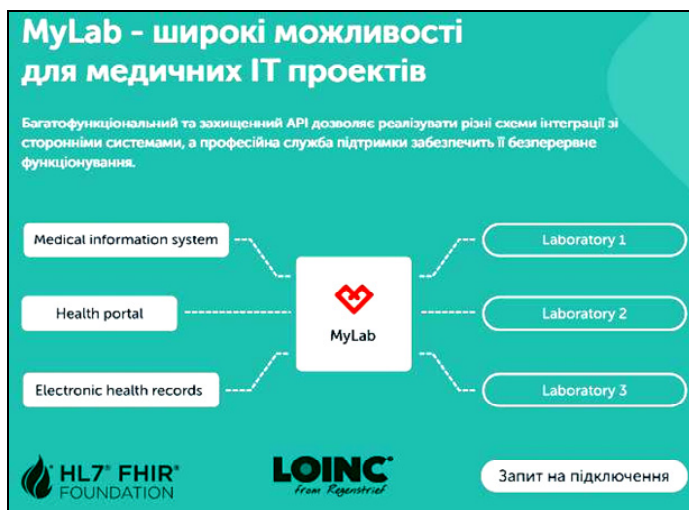 MyLab - широкі можливості
для медичних IT проектів
Багатофункціональний та захищенний API дозволяє реалізувати різні схеми інтеграції зі
сторонніми системами, а професійна служба підтримки забезпечить її безперервне
функціонування.
Medical information system
Laboratory 1
Health portal
MyLab
Laboratory 2
Electronic health records
Laboratory 3
HL7® FHIR®
FOUNDATION
LOINC®
from Regenstrief
Запит на підключення